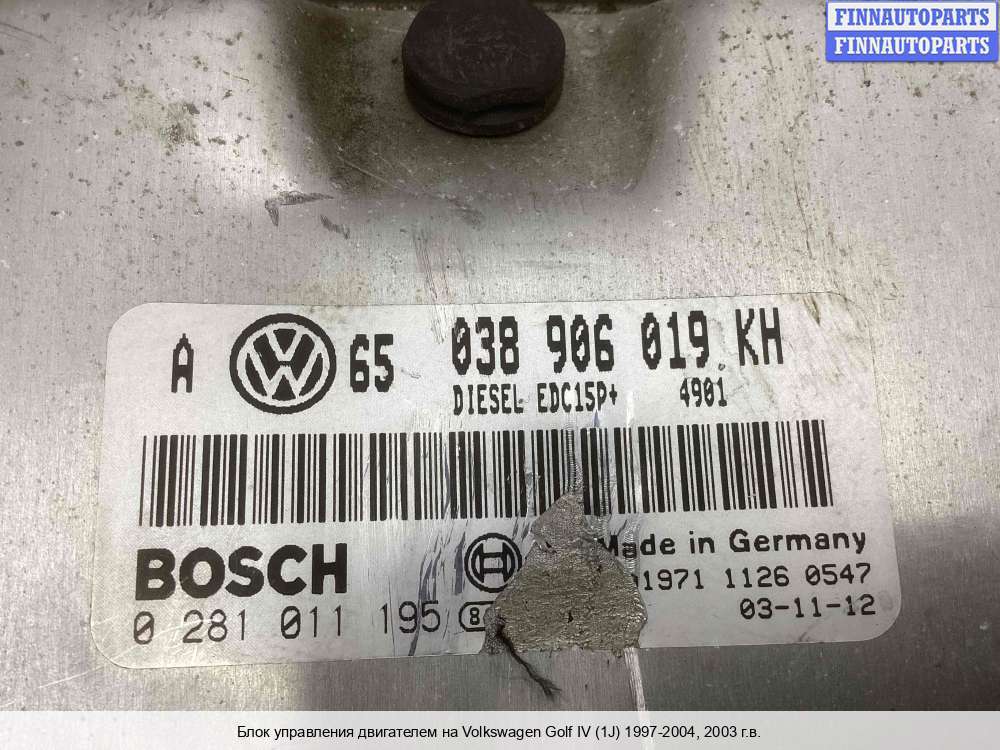 FINNAUTOPARTS
FINNAUTOPARTS
A 65 038 906 019 KH
DIESEL EDC15P+ 4901
BOSCH Made in Germany
1971 1126 0547
0 281 011 195 03-11-12
Блок управления двигателем на Volkswagen Golf IV (1J) 1997-2004, 2003 г.в.